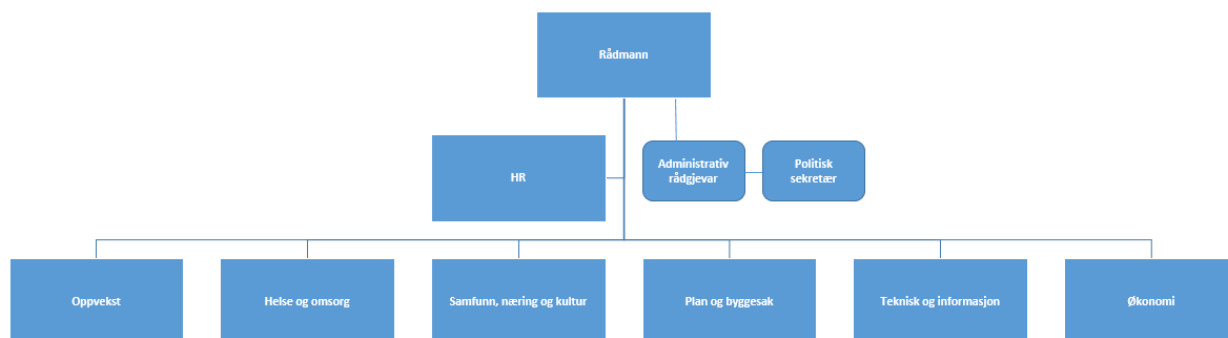 Rådmann
HR
Administrativ
rådgjevar
Politisk
sekretær
Oppvekst
Helse og omsorg
Samfunn, næring og kultur
Plan og byggesak
Teknisk og informasjon
Økonomi